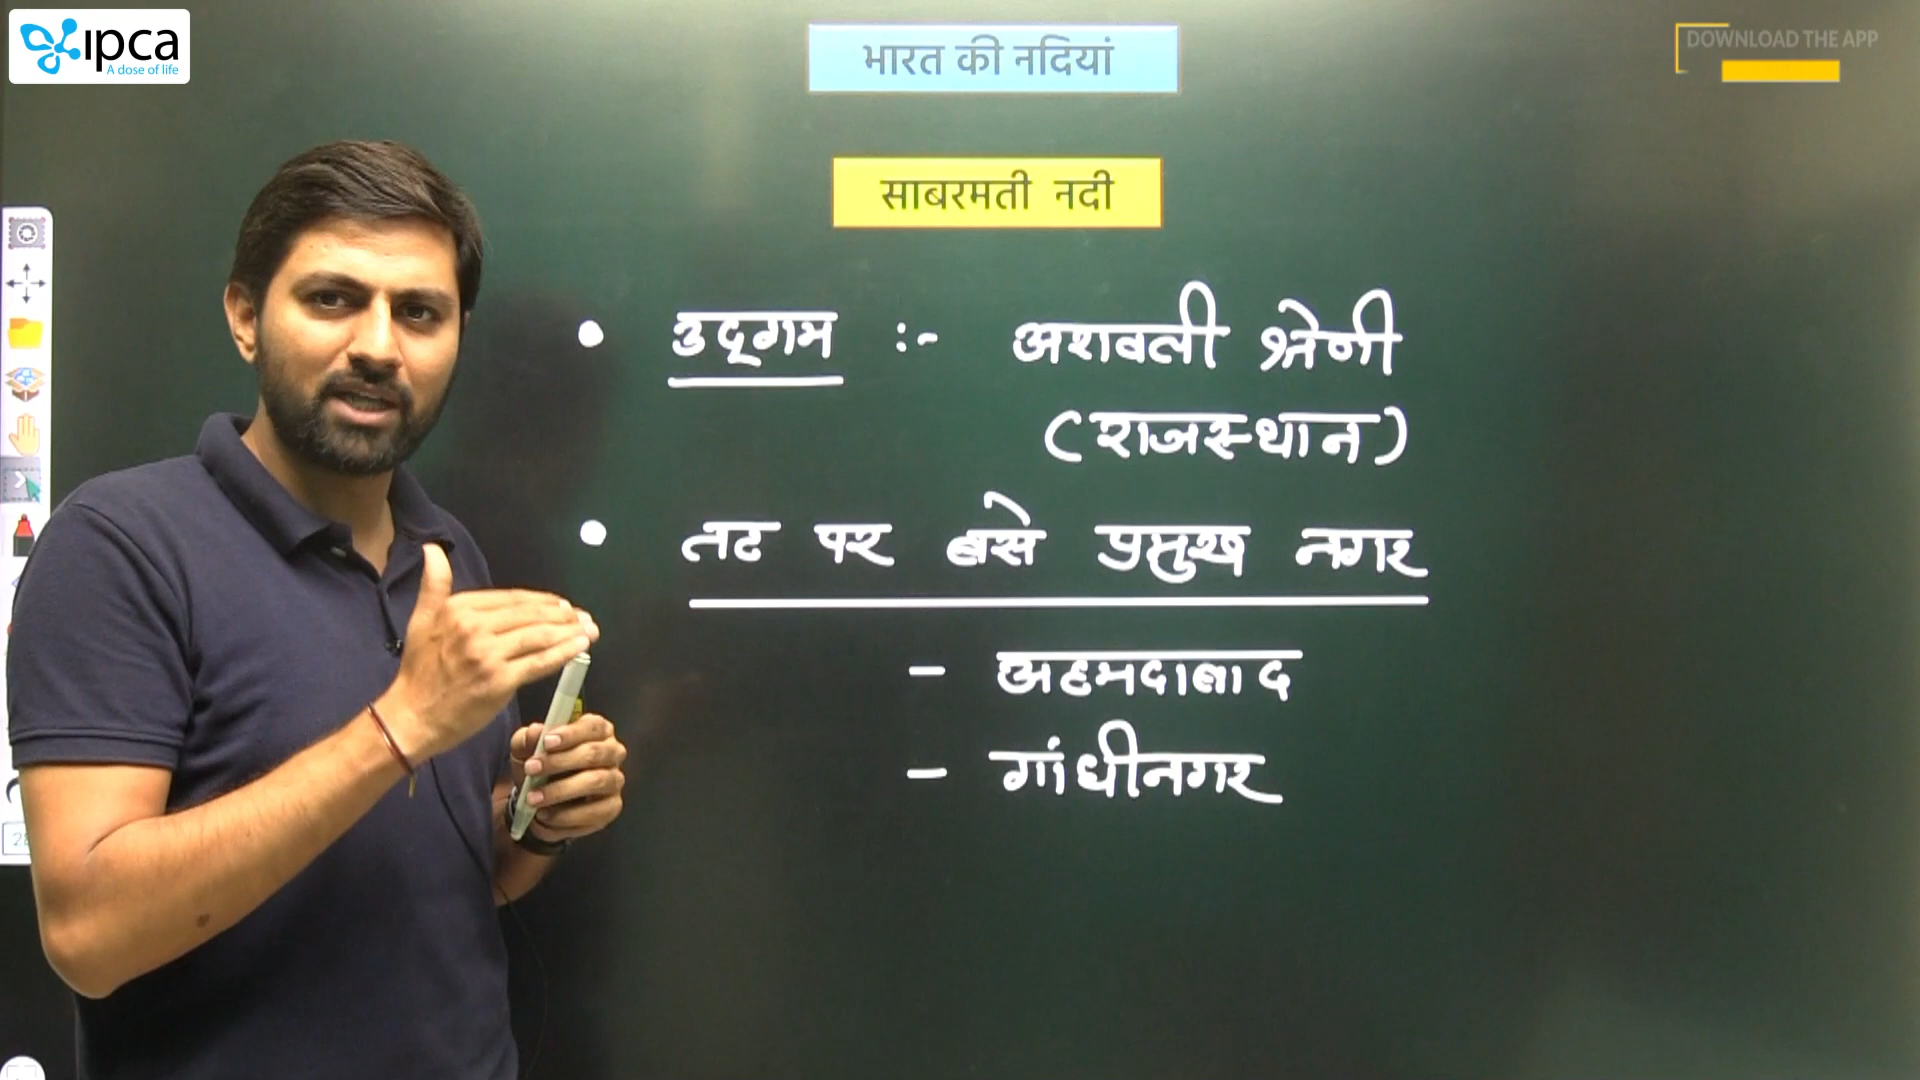 ipca
A dose of life
DOWNLOAD THE APP
भारत की नदियां
साबरमती नदी
• उद्गम :- अरावली श्रेणी
(राजस्थान)
• तट पर बसे प्रमुख नगर
- अहमदाबाद
- गांधीनगर